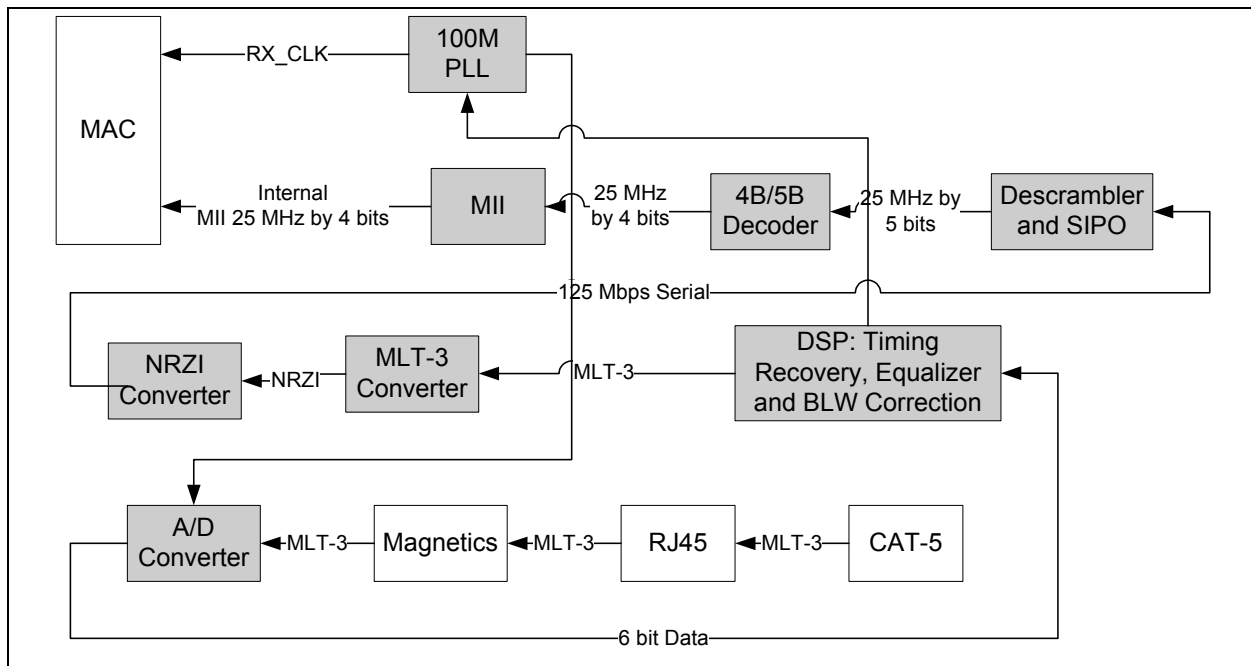 100M
PLL
RX_CLK
MAC
Internal
MII 25 MHz by 4 bits
MII
25 MHz
by 4 bits
4B/5B
Decoder
25 MHz by
5 bits
Descrambler
and SIPO
125 Mbps Serial
NRZI
Converter
NRZI
MLT-3
Converter
MLT-3
DSP: Timing
Recovery, Equalizer
and BLW Correction
A/D
Converter
MLT-3
Magnetics
MLT-3
RJ45
MLT-3
CAT-5
6 bit Data